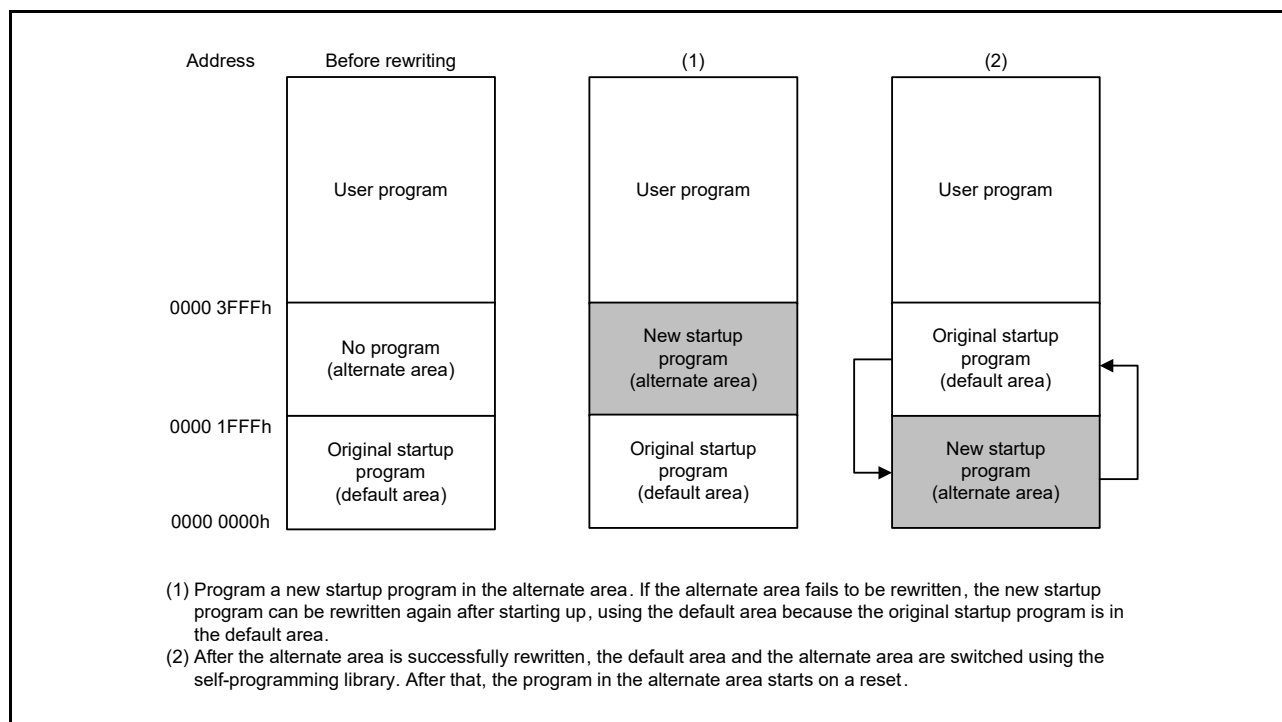 Address Before rewriting (1) (2)
User program User program User program
0000 3FFFh
No program
(alternate area)
New startup
program
(alternate area)
Original startup
program
(default area)
0000 1FFFh
Original startup
program
(default area)
Original startup
program
(default area)
New startup
program
(alternate area)
0000 0000h
(1) Program a new startup program in the alternate area. If the alternate area fails to be rewritten, the new startup
program can be rewritten again after starting up, using the default area because the original startup program is in
the default area.
(2) After the alternate area is successfully rewritten, the default area and the alternate area are switched using the
self-programming library. After that, the program in the alternate area starts on a reset.